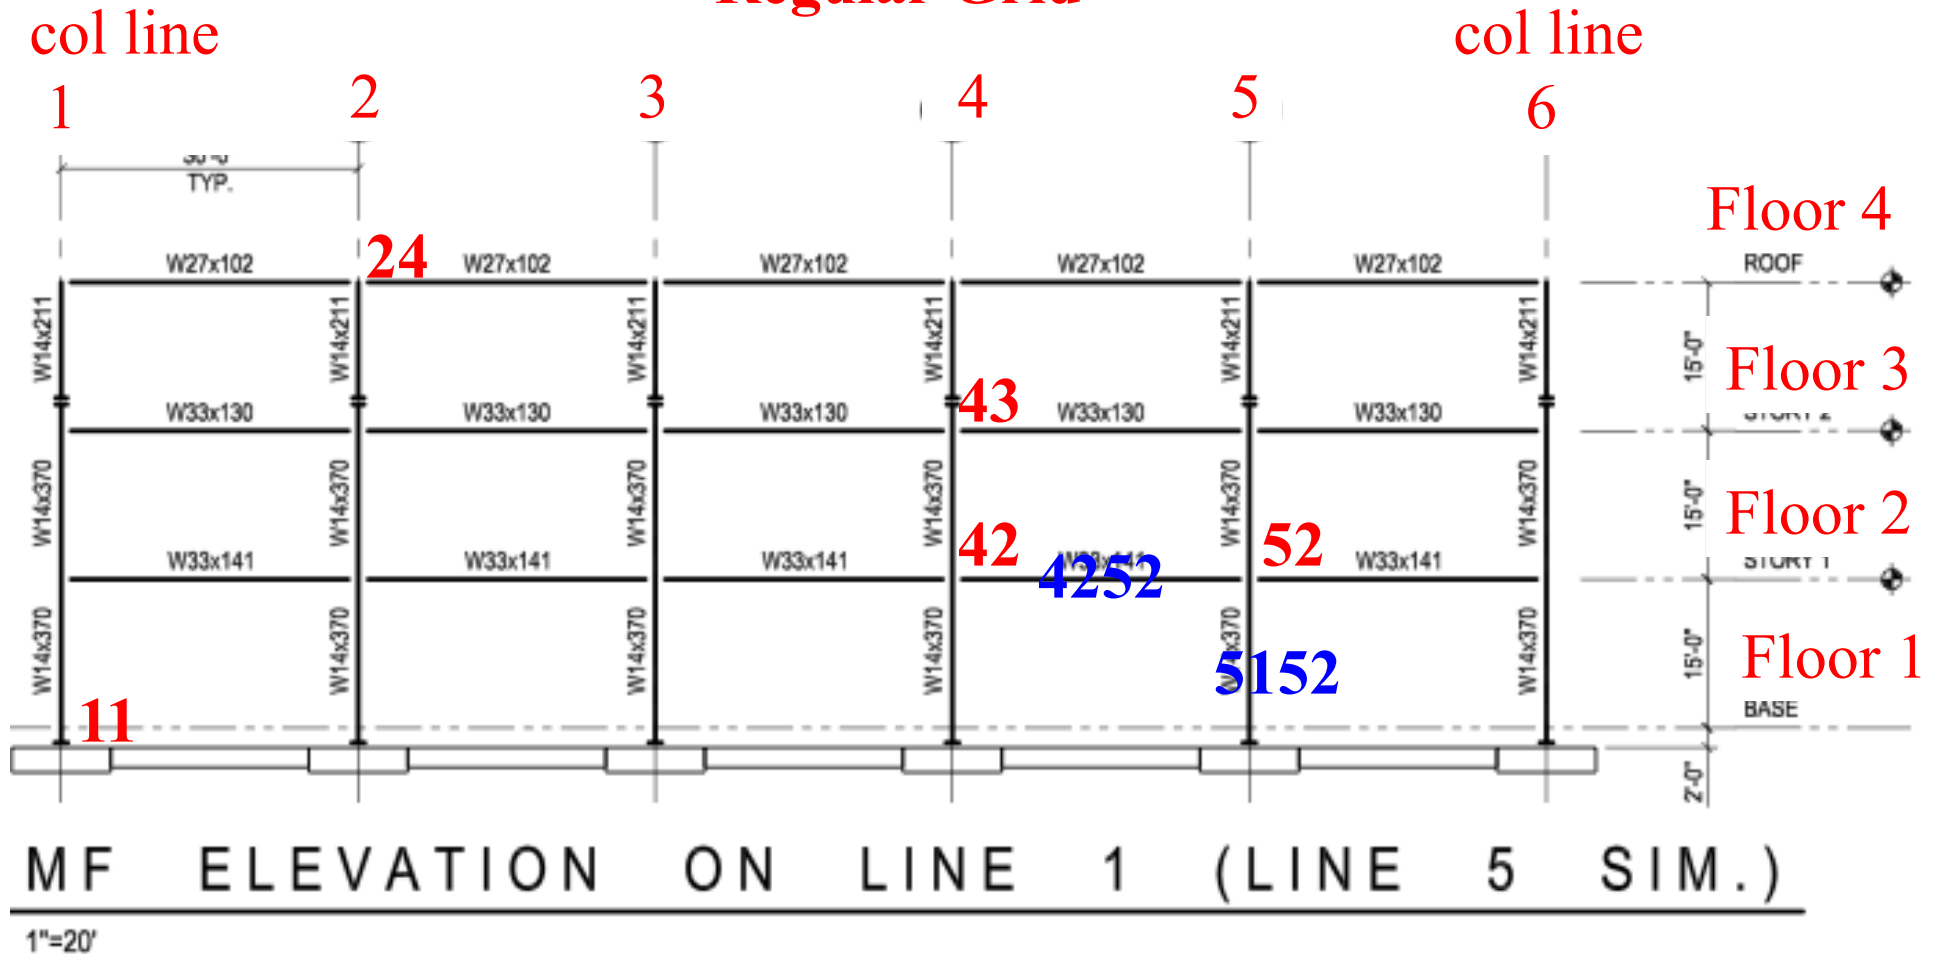 Regular Grid
col line
col line
1
2
3
4
5
6
TYP.
Floor 4
W27x102
24
W27x102
W27x102
W27x102
W27x102
ROOF
W14x211
W14x211
W14x211
W14x211
W14x211
W14x211
15'-0"
Floor 3
W33x130
W33x130
W33x130
43
W33x130
W33x130
W14x370
W14x370
W14x370
W14x370
W14x370
W14x370
15'-0"
Floor 2
W33x141
W33x141
W33x141
42
52
W33x141
STORY 1
4252
W14x370
W14x370
W14x370
W14x370
5152
W14x370
15'-0"
Floor 1
11
BASE
2'-0"
MF ELEVATION ON LINE 1 (LINE 5 SIM.)
1"=20'